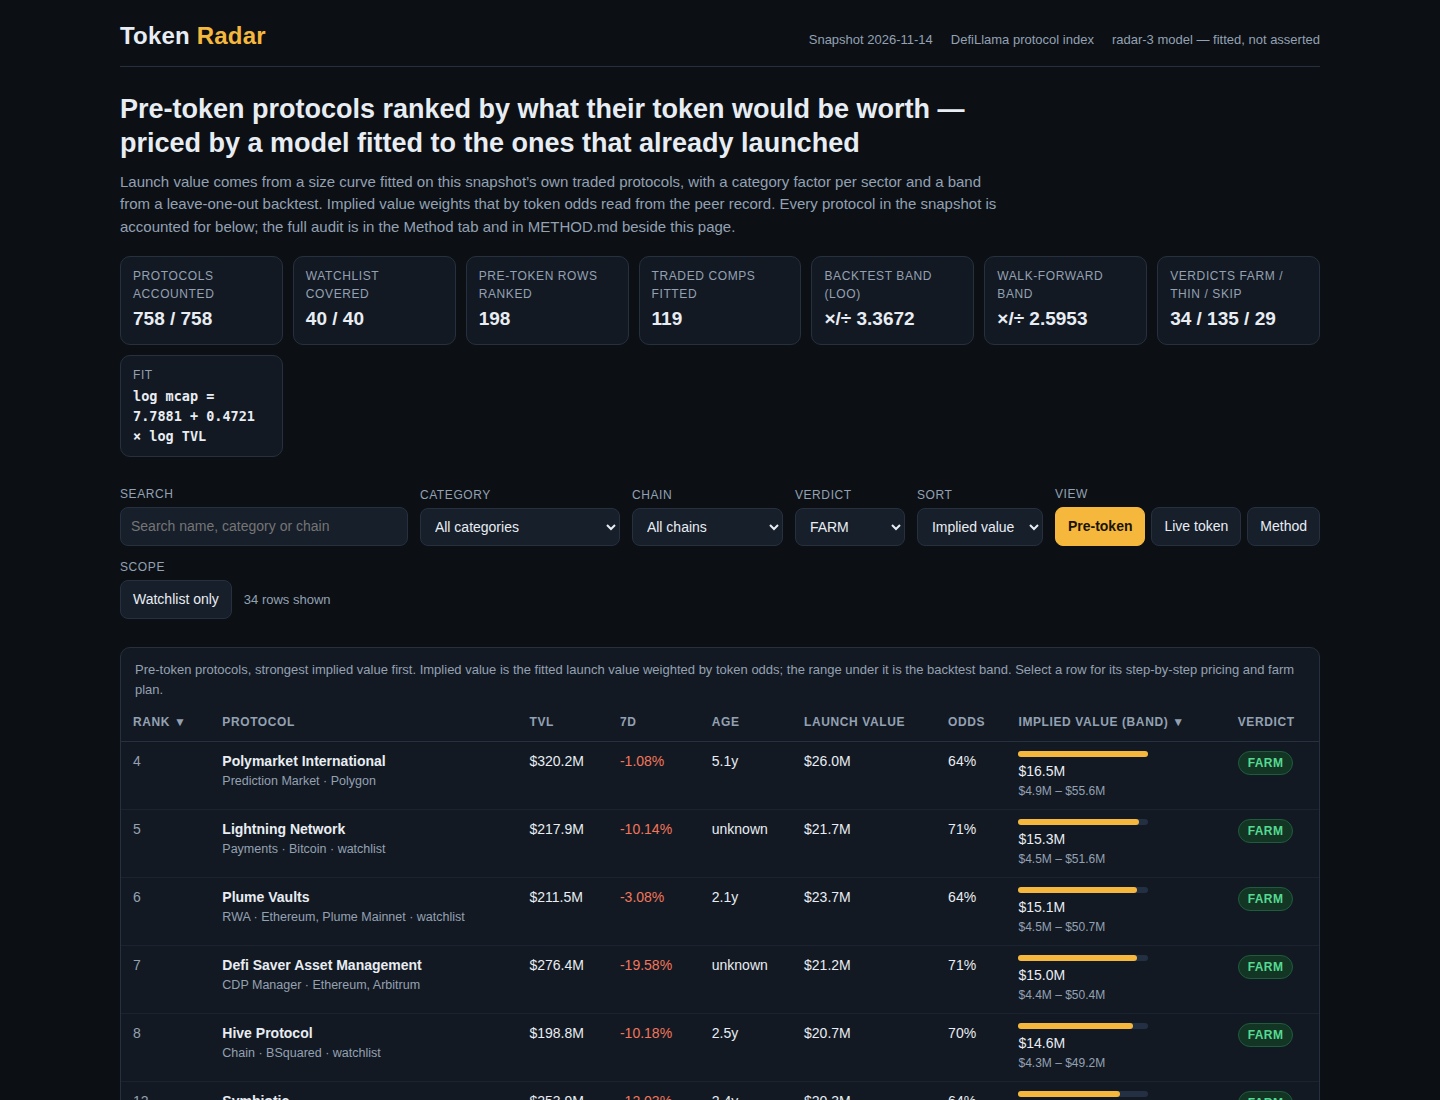 Token Radar
Snapshot 2026-11-14 DefiLlama protocol index radar-3 model — fitted, not asserted
Pre-token protocols ranked by what their token would be worth —
priced by a model fitted to the ones that already launched
Launch value comes from a size curve fitted on this snapshot's own traded protocols, with a category factor per sector and a band
from a leave-one-out backtest. Implied value weights that by token odds read from the peer record. Every protocol in the snapshot is
accounted for below; the full audit is in the Method tab and in METHOD.md beside this page.
PROTOCOLS ACCOUNTED
758 / 758
WATCHLIST COVERED
40 / 40
PRE-TOKEN ROWS RANKED
198
TRADED COMPS FITTED
119
BACKTEST BAND (LOO)
×/÷ 3.3672
WALK-FORWARD BAND
×/÷ 2.5953
VERDICTS FARM / THIN / SKIP
34 / 135 / 29
FIT
log mcap =
7.7881 + 0.4721
× log TVL
SEARCH CATEGORY CHAIN VERDICT SORT VIEW
Search name, category or chain All categories All chains FARM Implied value Pre-token Live token Method
SCOPE
Watchlist only 34 rows shown
Pre-token protocols, strongest implied value first. Implied value is the fitted launch value weighted by token odds; the range under it is the backtest band. Select a row for its step-by-step pricing and farm
plan.
RANK ▼ PROTOCOL TVL 7D AGE LAUNCH VALUE ODDS IMPLIED VALUE (BAND) ▼ VERDICT
4 Polymarket International $320.2M -1.08% 5.1y $26.0M 64% $16.5M FARM
Prediction Market · Polygon $4.9M – $55.6M
5 Lightning Network $217.9M -10.14% unknown $21.7M 71% $15.3M FARM
Payments · Bitcoin · watchlist $4.5M – $51.6M
6 Plume Vaults $211.5M -3.08% 2.1y $23.7M 64% $15.1M FARM
RWA · Ethereum, Plume Mainnet · watchlist $4.5M – $50.7M
7 Defi Saver Asset Management $276.4M -19.58% unknown $21.2M 71% $15.0M FARM
CDP Manager · Ethereum, Arbitrum $4.4M – $50.4M
8 Hive Protocol $198.8M -10.18% 2.5y $20.7M 70% $14.6M FARM
Chain · BSquared · watchlist $4.3M – $49.2M